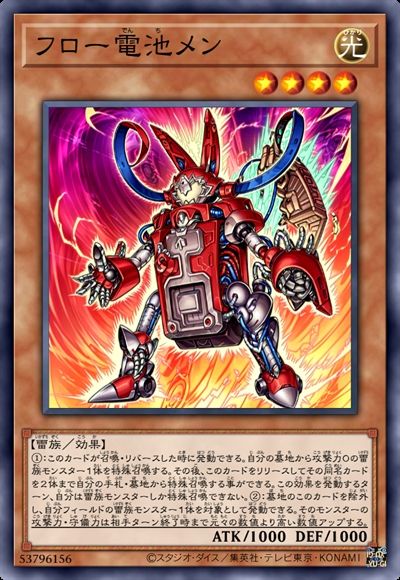 フロー電池メン
光
【雷族/効果】
①:このカードが召喚・リバースした時に発動できる。自分の墓地から攻撃力0の雷
族モンスター1体を特殊召喚する。その後、このカードをリリースしてその同名カード
を2体まで自分の手札・墓地から特殊召喚する事ができる。この効果を発動するター
ン、自分は雷族モンスターしか特殊召喚できない。②:墓地のこのカードを除外
し、自分フィールドの雷族モンスター1体を対象として発動できる。そのモンスターの
攻撃力・守備力は相手ターン終了時まで元々の数値より高い数値アップする。
ATK/1000 DEF/1000
53796156
©スタジオ・ダイス/集英社・テレビ東京・KONAMI